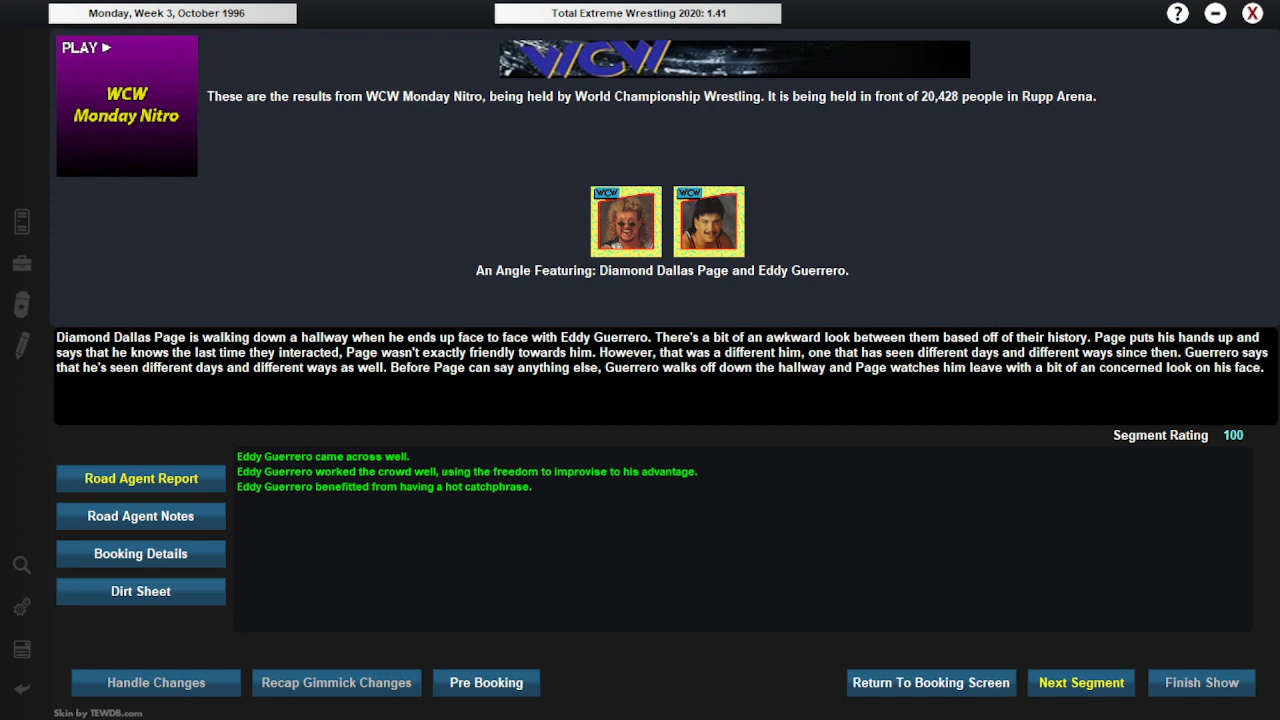 Monday, Week 3, October 1996
Total Extreme Wrestling 2020: 1.41
?
X
PLAY
WCW
Monday Nitro
WCW
These are the results from WCW Monday Nitro, being held by World Championship Wrestling. It is being held in front of 20,428 people in Rupp Arena.
WCW
WCW
An Angle Featuring: Diamond Dallas Page and Eddy Guerrero.
Diamond Dallas Page is walking down a hallway when he ends up face to face with Eddy Guerrero. There's a bit of an awkward look between them based off of their history. Page puts his hands up and
says that he knows the last time they interacted, Page wasn't exactly friendly towards him. However, that was a different him, one that has seen different days and different ways since then. Guerrero says
that he's seen different days and different ways as well. Before Page can say anything else, Guerrero walks off down the hallway and Page watches him leave with a bit of an concerned look on his face.
Segment Rating 100
Eddy Guerrero came across well.
Eddy Guerrero worked the crowd well, using the freedom to improvise to his advantage.
Eddy Guerrero benefitted from having a hot catchphrase.
Road Agent Report
Road Agent Notes
Booking Details
Dirt Sheet
Handle Changes
Recap Gimmick Changes
Pre Booking
Return To Booking Screen
Next Segment
Finish Show
Skin by TEWDB.com